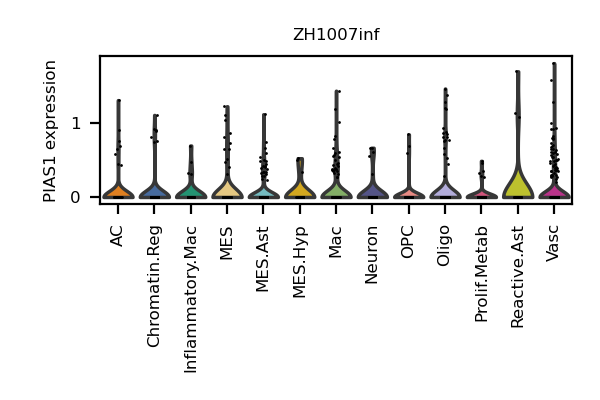 ZH1007inf
PIAS1 expression
1
0
AC
Chromatin.Reg
Inflammatory.Mac
MES
MES.Ast
MES.Hyp
Mac
Neuron
OPC
Oligo
Prolif.Metab
Reactive.Ast
Vasc